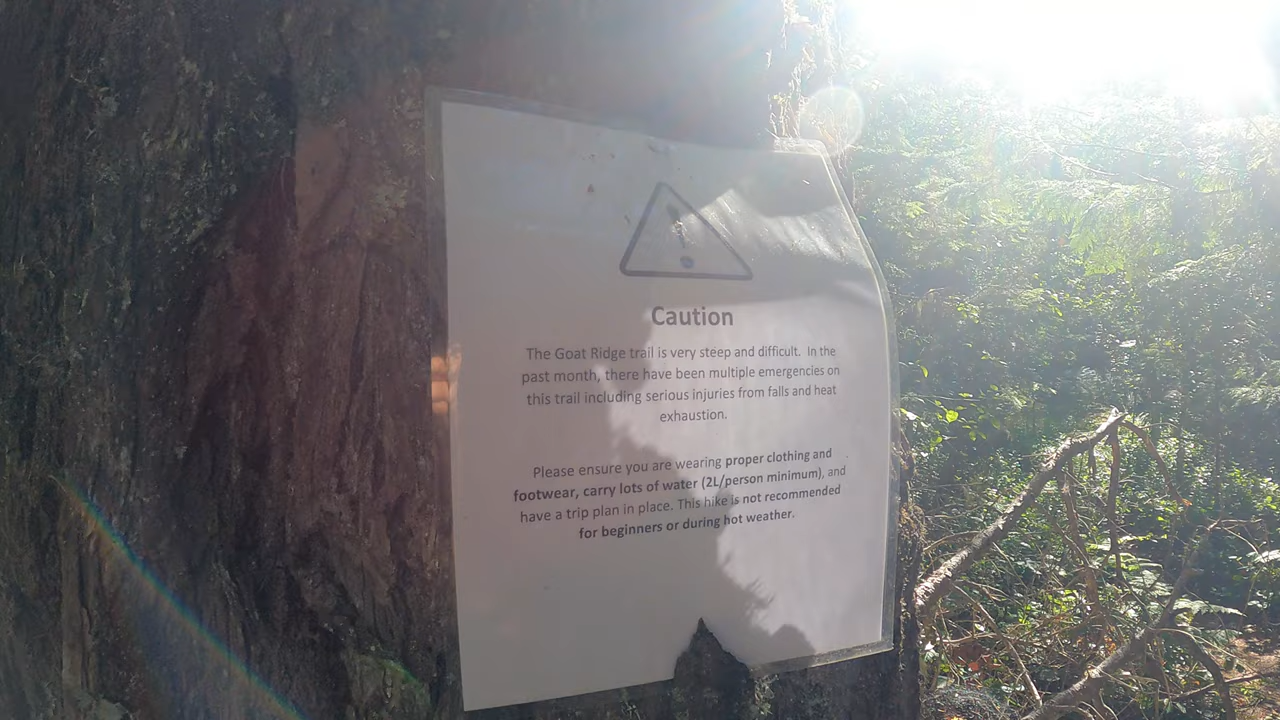 Caution
The Goat Ridge trail is very steep and difficult. In the
past month, there have been multiple emergencies on
this trail including serious injuries from falls and heat
exhaustion.
Please ensure you are wearing proper clothing and
footwear, carry lots of water (2L/person minimum), and
have a trip plan in place. This hike is not recommended
for beginners or during hot weather.